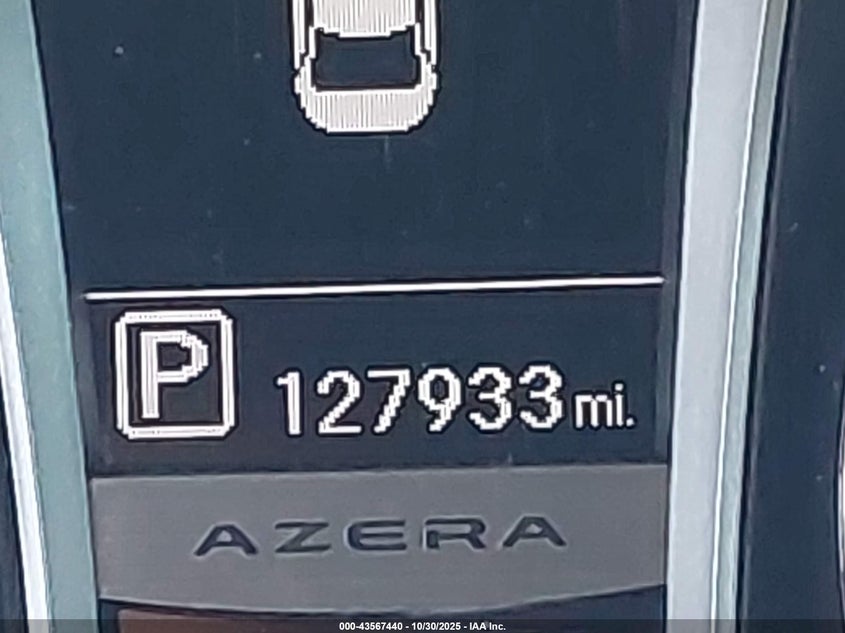 P 127933 mi.
AZERA
000-43567440 - 10/30/2025 - IAA Inc.